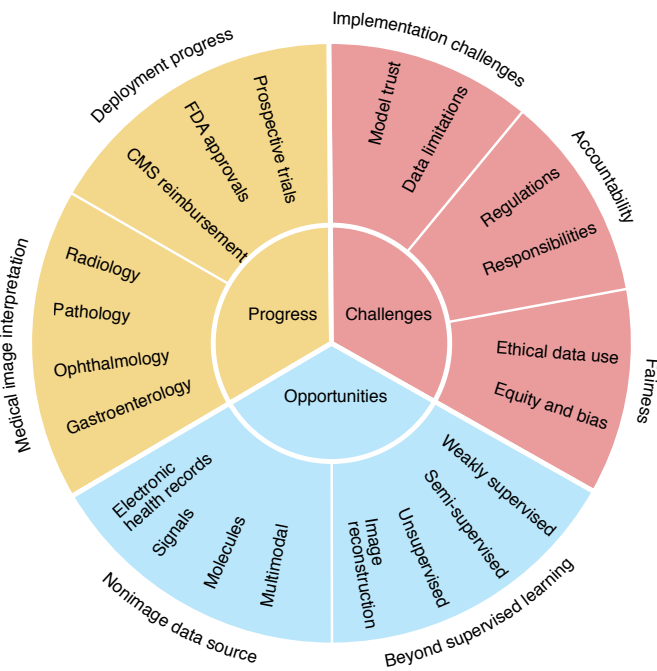 Implementation challenges
Model trust
Data limitations
Accountability
Regulations
Responsibilities
Fairness
Ethical data use
Equity and bias
Challenges
Beyond supervised learning
Weakly supervised
Semi-supervised
Unsupervised
Image
reconstruction
Opportunities
Nonimage data source
Multimodal
Molecules
Signals
Electronic
health records
Medical image interpretation
Gastroenterology
Ophthalmology
Pathology
Radiology
Progress
Deployment progress
CMS reimbursement
FDA approvals
Prospective trials